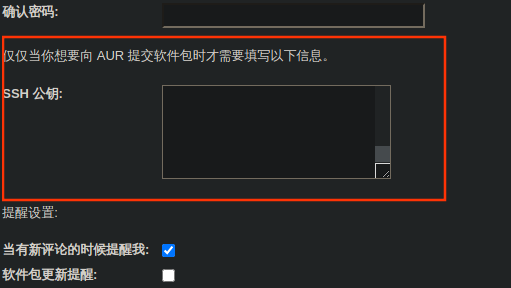 确认密码:
仅仅当你想要向 AUR 提交软件包时才需要填写以下信息。
SSH 公钥:
提醒设置:
当有新评论的时候提醒我:
软件包更新提醒: